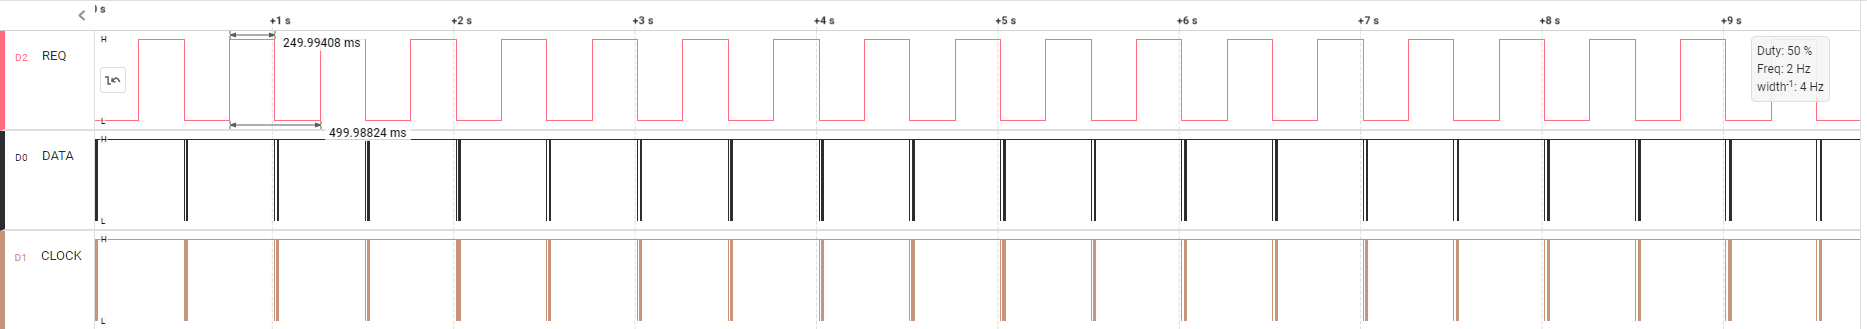 s
+1 s
+2 s
+3 s
+4 s
+5 s
+6 s
+7 s
+8 s
+9 s
D2 REQ
H
L
249.99408 ms
499.98824 ms
Duty: 50 %
Freq: 2 Hz
width-1: 4 Hz
D0 DATA
H
L
D1 CLOCK
H
L